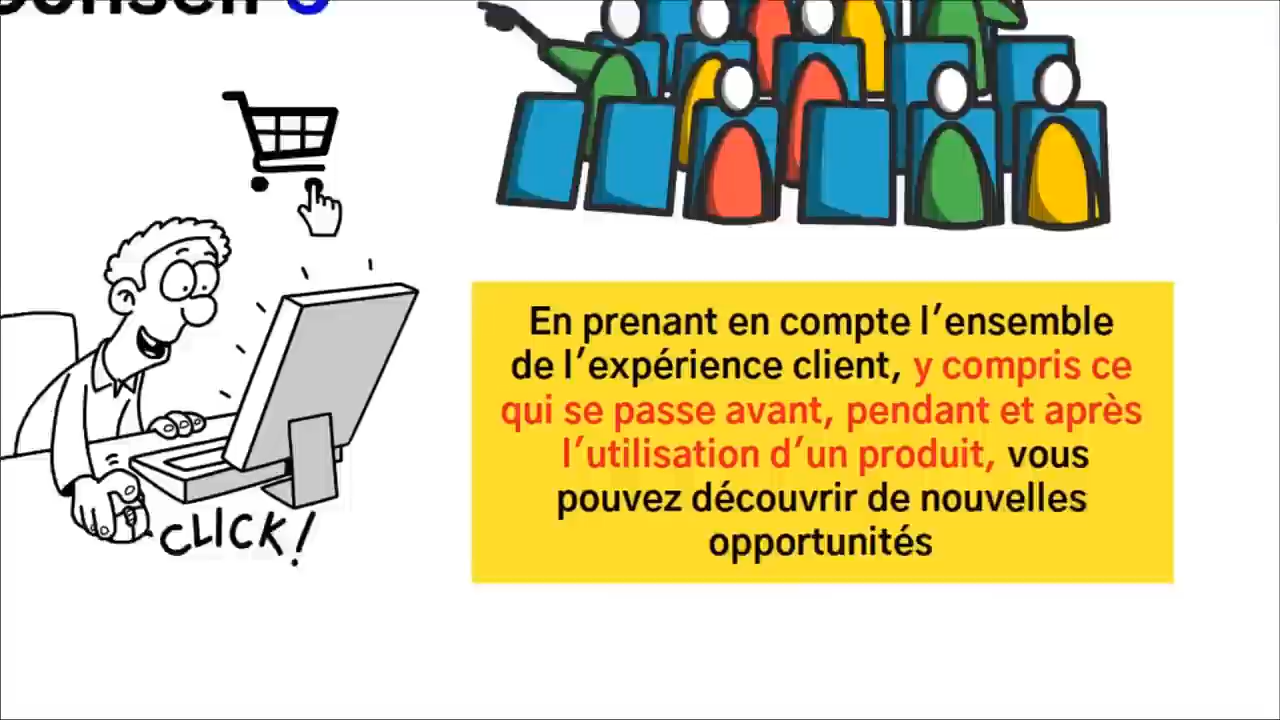 En prenant en compte l'ensemble
de l'expérience client, y compris ce
qui se passe avant, pendant et après
l'utilisation d'un produit, vous
pouvez découvrir de nouvelles
opportunités
CLICK!